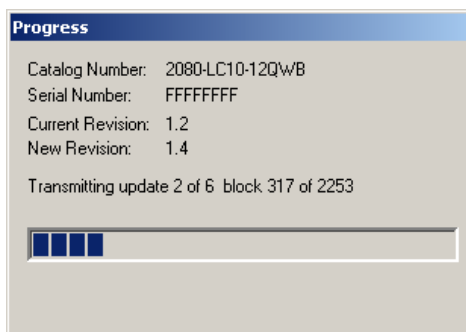 Progress
Catalog Number: 2080-LC10-12QWB
Serial Number: FFFFFFFF
Current Revision: 1.2
New Revision: 1.4
Transmitting update 2 of 6 block 317 of 2253